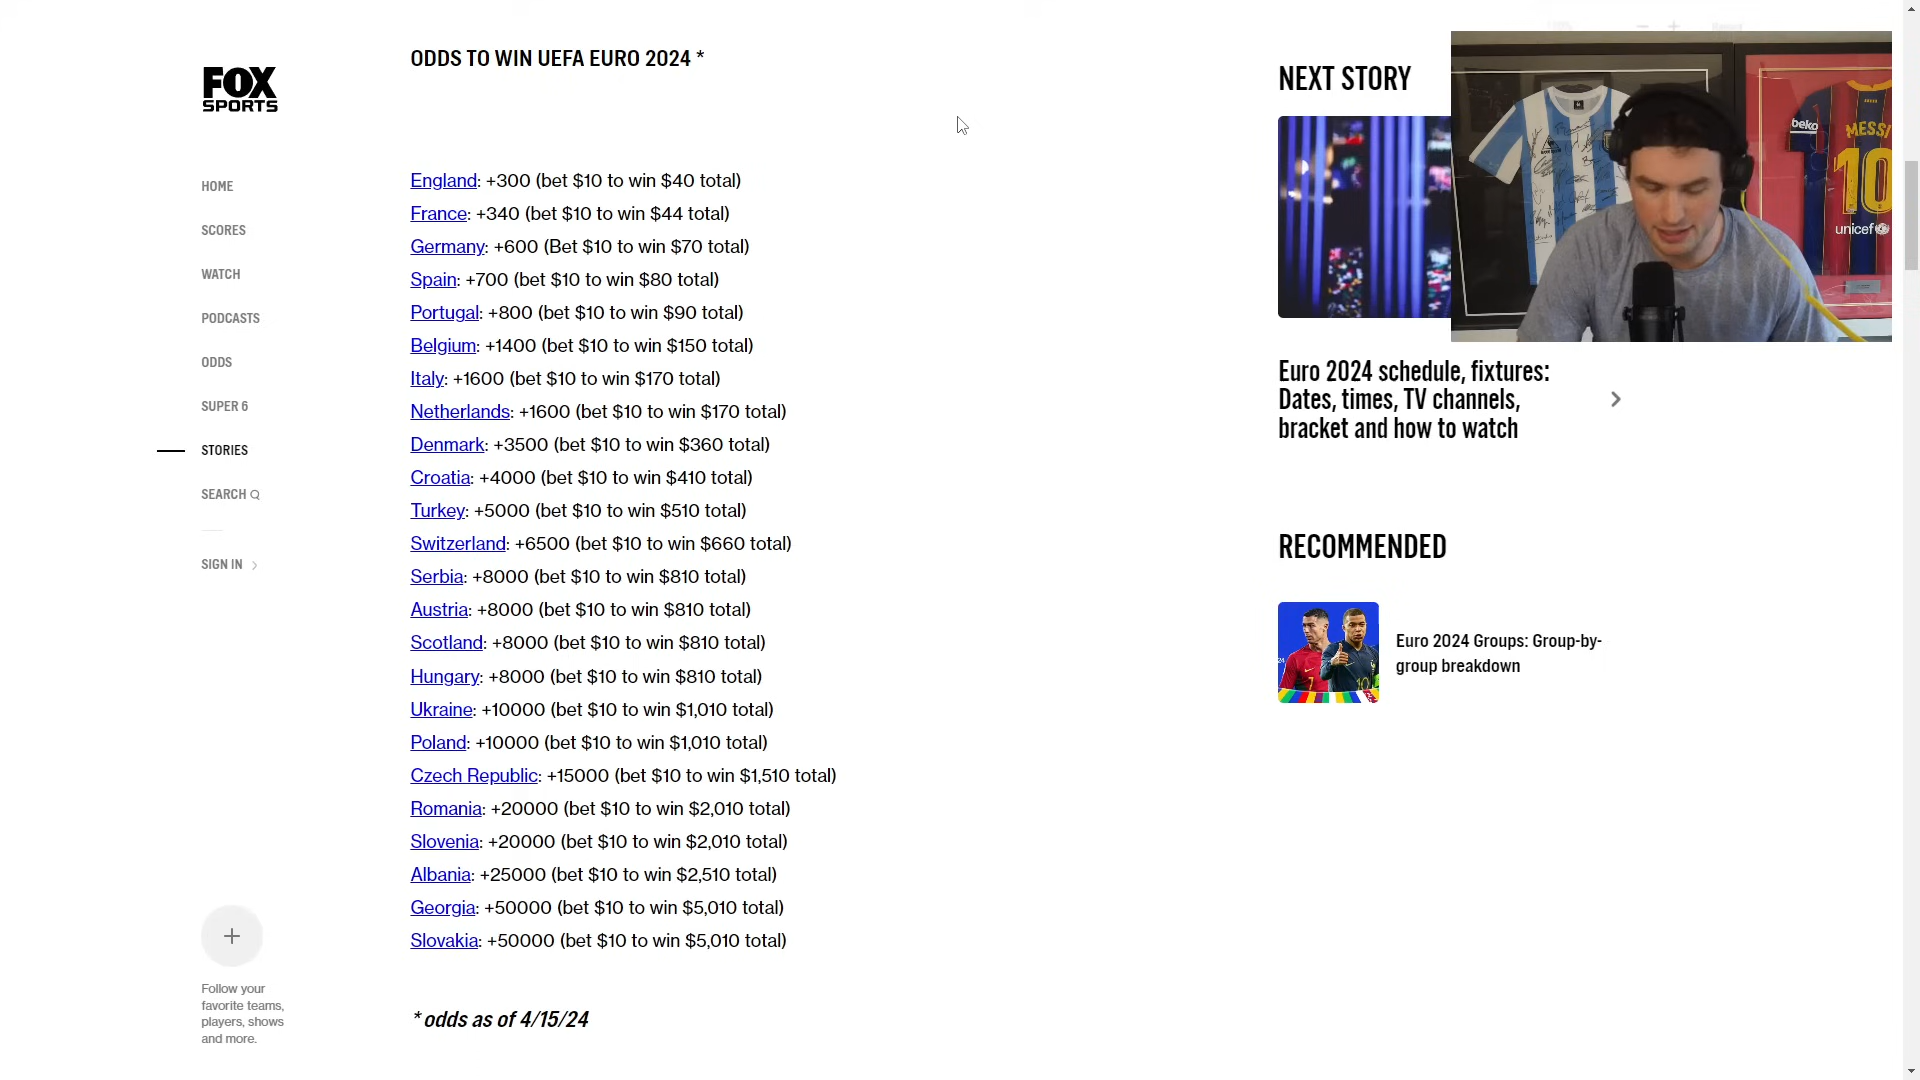 ODDS TO WIN UEFA EURO 2024 *
FOX
SPORTS
HOME
SCORES
WATCH
PODCASTS
ODDS
SUPER 6
STORIES
SEARCH
SIGN IN
Follow your
favorite teams,
players, shows
and more.
England: +300 (bet $10 to win $40 total)
France: +340 (bet $10 to win $44 total)
Germany: +600 (Bet $10 to win $70 total)
Spain: +700 (bet $10 to win $80 total)
Portugal: +800 (bet $10 to win $90 total)
Belgium: +1400 (bet $10 to win $150 total)
Italy: +1600 (bet $10 to win $170 total)
Netherlands: +1600 (bet $10 to win $170 total)
Denmark: +3500 (bet $10 to win $360 total)
Croatia: +4000 (bet $10 to win $410 total)
Turkey: +5000 (bet $10 to win $510 total)
Switzerland: +6500 (bet $10 to win $660 total)
Serbia: +8000 (bet $10 to win $810 total)
Austria: +8000 (bet $10 to win $810 total)
Scotland: +8000 (bet $10 to win $810 total)
Hungary: +8000 (bet $10 to win $810 total)
Ukraine: +10000 (bet $10 to win $1,010 total)
Poland: +10000 (bet $10 to win $1,010 total)
Czech Republic: +15000 (bet $10 to win $1,510 total)
Romania: +20000 (bet $10 to win $2,010 total)
Slovenia: +20000 (bet $10 to win $2,010 total)
Albania: +25000 (bet $10 to win $2,510 total)
Georgia: +50000 (bet $10 to win $5,010 total)
Slovakia: +50000 (bet $10 to win $5,010 total)
* odds as of 4/15/24
NEXT STORY
beko
MESSI
10
unicef
Euro 2024 schedule, fixtures:
Dates, times, TV channels,
bracket and how to watch
RECOMMENDED
Euro 2024 Groups: Group-by-
group breakdown